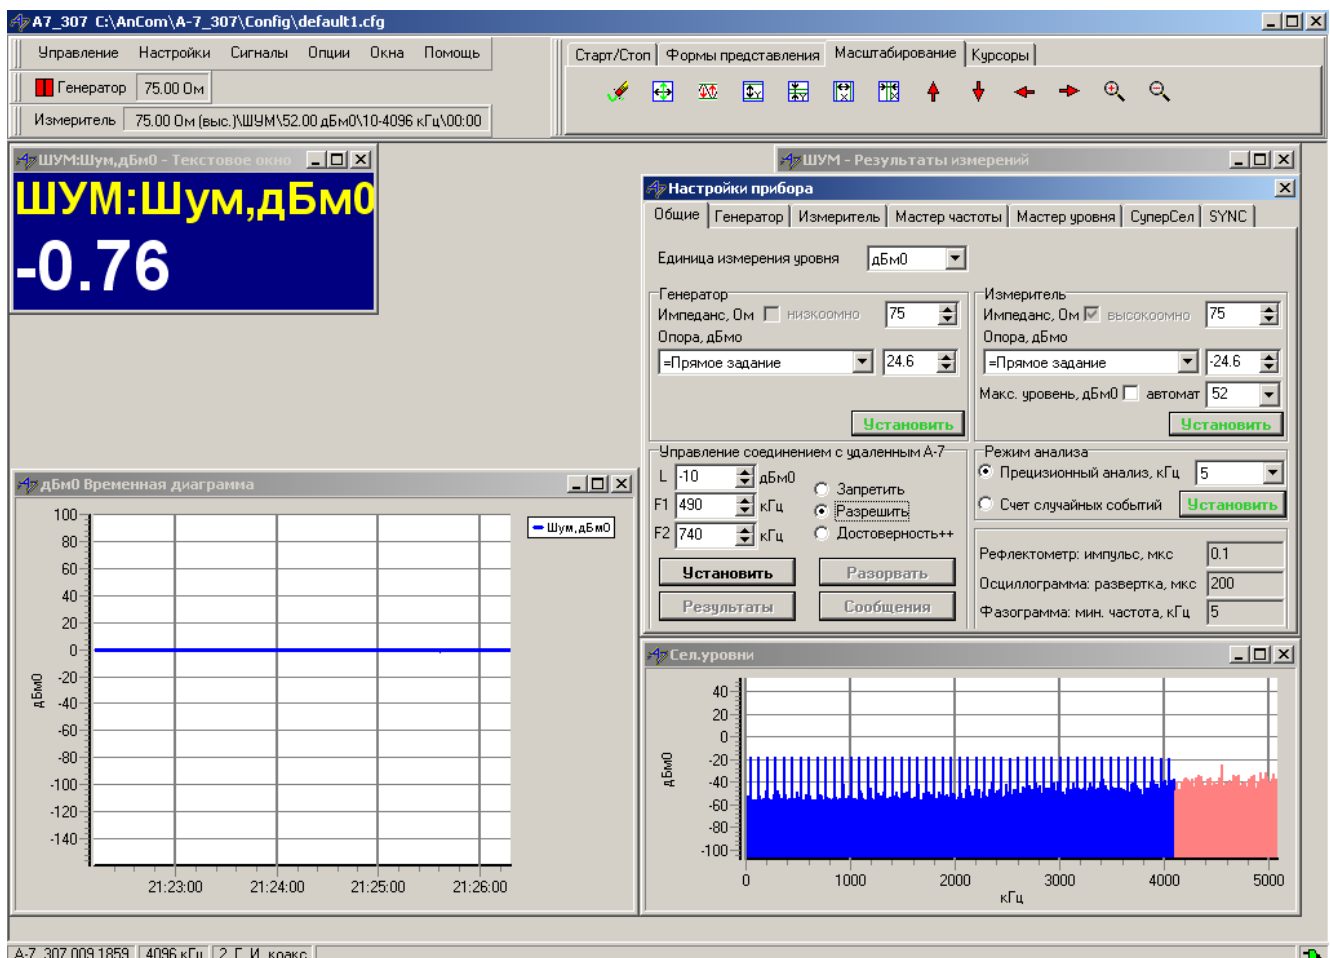 A7_307 C:\AnCom\A-7_307\Config\default1.cfg
Управление Настройки Сигналы Опции Окна Помощь
Генератор 75.00 Ом
Измеритель 75.00 Ом (выс.)\ШУМ\52.00 дБм0\10-4096 кГц\00:00
Старт/Стоп Формы представления Масштабирование Курсоры
ШУМ:Шум,дБм0 - Текстовое окно
ШУМ:Шум,дБм0
-0.76
ШУМ - Результаты измерений
Настройки прибора
Общие Генератор Измеритель Мастер частоты Мастер уровня СуперСел SYNC
Единица измерения уровня дБм0
Генератор
Импеданс, Ом низкоомно 75
Опора, дБмо
=Прямое задание 24.6
Установить
Измеритель
Импеданс, Ом высокоомно 75
Опора, дБмо
=Прямое задание -24.6
Макс. уровень, дБм0 автомат 52
Установить
Управление соединением с удаленным А-7
L -10 дБм0
F1 490 кГц
F2 740 кГц
Запретить
Разрешить
Достоверность++
Установить Разорвать
Результаты Сообщения
Режим анализа
Прецизионный анализ, кГц 5
Счет случайных событий Установить
Рефлектометр: импульс, мкс 0.1
Осциллограмма: развертка, мкс 200
Фазограмма: мин. частота, кГц 5
дБм0 Временная диаграмма
100
80
60
40
20
0
-20
-40
-60
-80
-100
-120
-140
дБм0
21:23:00 21:24:00 21:25:00 21:26:00
Шум,дБм0
Сел.уровни
40
20
0
-20
-40
-60
-80
-100
дБм0
0 1000 2000 3000 4000 5000
кГц
А-7 307.009.1859 4096 кГц 2 Г И коакс